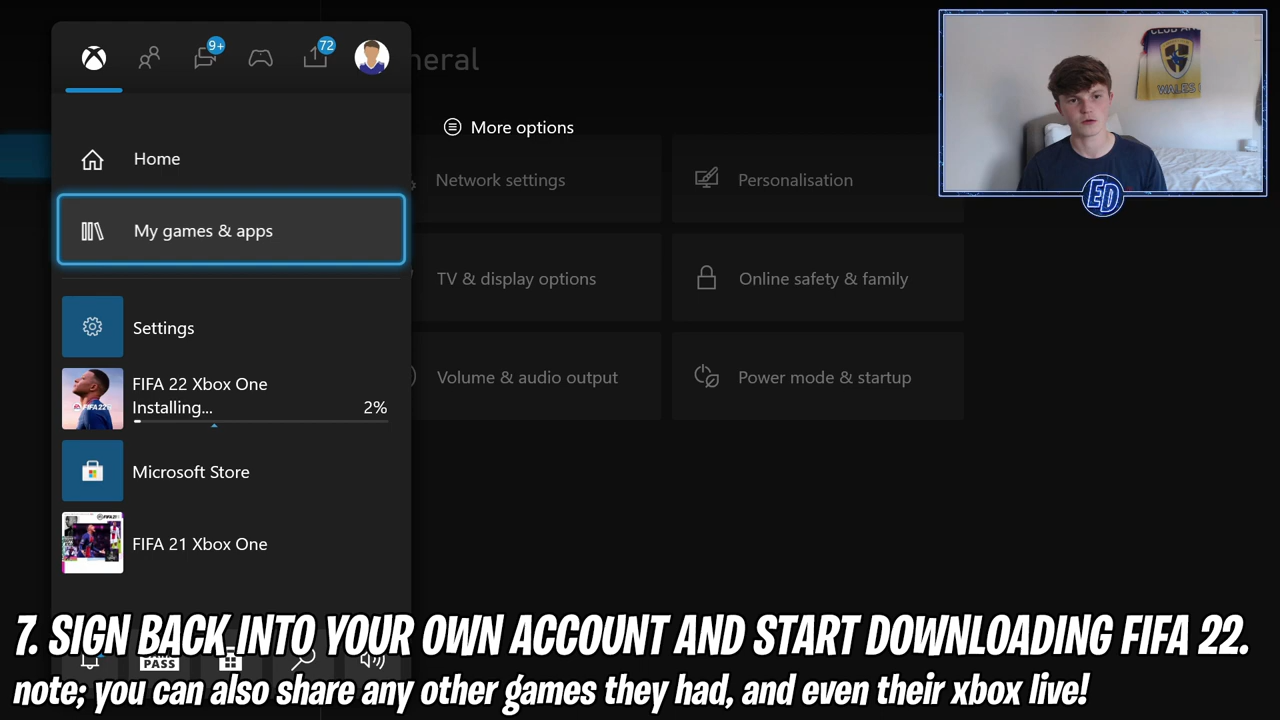 9+
72
neral
More options
Home
Network settings
Personalisation
My games & apps
TV & display options
Online safety & family
Settings
FIFA 22 Xbox One
Installing...
2%
Volume & audio output
Power mode & startup
Microsoft Store
FIFA 21 Xbox One
PASS
7. SIGN BACK INTO YOUR OWN ACCOUNT AND START DOWNLOADING FIFA 22.
note; you can also share any other games they had, and even their xbox live!
WALES
ED